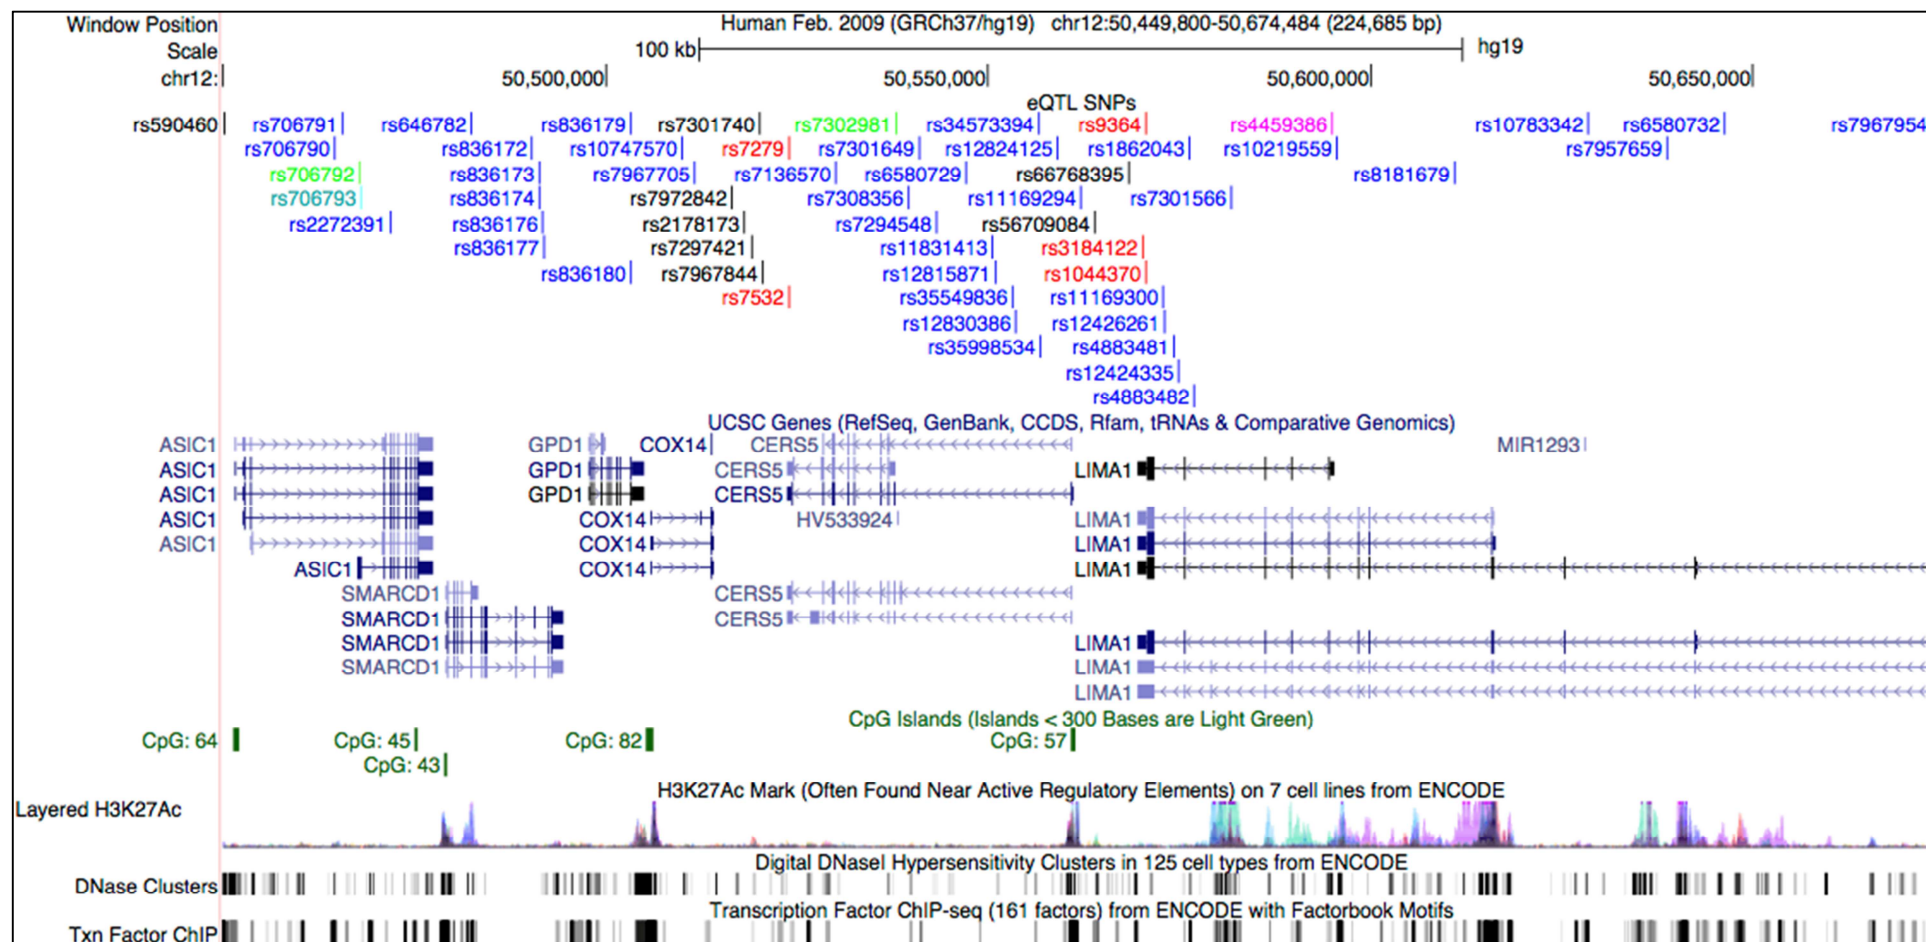 Window Position Human Feb. 2009 (GRCh37/hg19) chr12:50,449,800-50,674,484 (224,685 bp)
Scale 100 kb hg19
chr12: 50,500,000 50,550,000 50,600,000 50,650,000
eQTL SNPs
rs590460 rs706791 rs646782 rs836179 rs7301740 rs7302981 rs34573394 rs9364 rs4459386 rs10783342 rs6580732 rs7967954
rs706790 rs836172 rs10747570 rs7279 rs7301649 rs12824125 rs1862043 rs10219559 rs7957659
rs706792 rs836173 rs7967705 rs7136570 rs6580729 rs66768395 rs8181679
rs706793 rs836174 rs7972842 rs7308356 rs11169294 rs7301566
rs2272391 rs836176 rs2178173 rs7294548 rs56709084
rs836177 rs7297421 rs11831413 rs3184122
rs836180 rs7967844 rs12815871 rs1044370
rs7532 rs35549836 rs11169300
rs12830386 rs12426261
rs35998534 rs4883481
rs12424335
rs4883482
UCSC Genes (RefSeq, GenBank, CCDS, Rfam, tRNAs & Comparative Genomics)
ASIC1 GPD1 COX14 CERS5 MIR1293
ASIC1 GPD1 CERS5 LIMA1
ASIC1 GPD1 CERS5
ASIC1 COX14 HV533924 LIMA1
ASIC1 COX14 LIMA1
ASIC1 COX14 LIMA1
SMARCD1 CERS5
SMARCD1 CERS5
SMARCD1 LIMA1
SMARCD1 LIMA1
LIMA1
CpG Islands (Islands < 300 Bases are Light Green)
CpG: 64 CpG: 45 CpG: 82 CpG: 57
CpG: 43
H3K27Ac Mark (Often Found Near Active Regulatory Elements) on 7 cell lines from ENCODE
Layered H3K27Ac
Digital DNaseI Hypersensitivity Clusters in 125 cell types from ENCODE
DNase Clusters
Transcription Factor ChIP-seq (161 factors) from ENCODE with Factorbook Motifs
Txn Factor ChIP